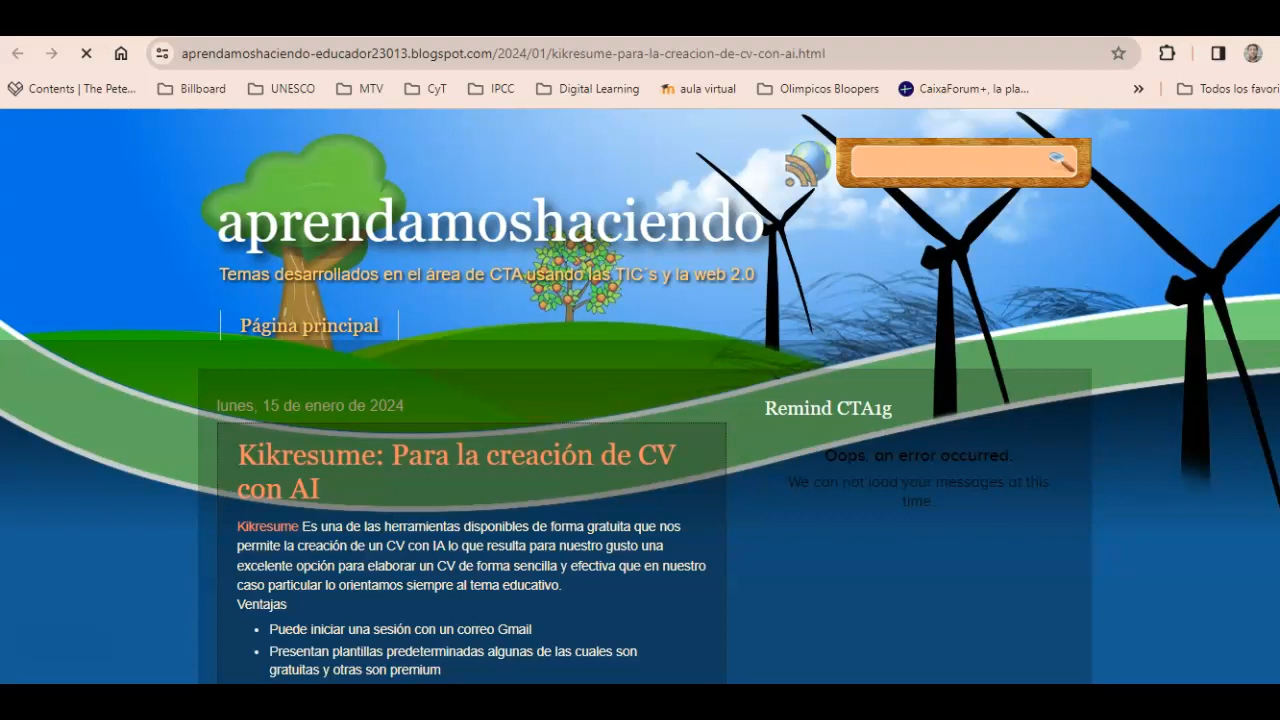 aprendamoshaciendo-educador23013.blogspot.com/2024/01/kikresume-para-la-creacion-de-cv-con-ai.html
Contents | The Pete...
Billboard
UNESCO
MTV
CyT
IPCC
Digital Learning
aula virtual
Olimpicos Bloopers
CaixaForum+, la pla...
»
Todos los favori
aprendamoshaciendo
Temas desarrollados en el área de CTA usando las TIC`s y la web 2.0
Página principal
lunes, 15 de enero de 2024
Kikresume: Para la creación de CV
con AI
Kikresume Es una de las herramientas disponibles de forma gratuita que nos
permite la creación de un CV con IA lo que resulta para nuestro gusto una
excelente opción para elaborar un CV de forma sencilla y efectiva que en nuestro
caso particular lo orientamos siempre al tema educativo.
Ventajas
• Puede iniciar una sesión con un correo Gmail
• Presentan plantillas predeterminadas algunas de las cuales son
gratuitas y otras son premium
Remind CTA1g
Oops, an error occurred.
We can not load your messages at this
time.